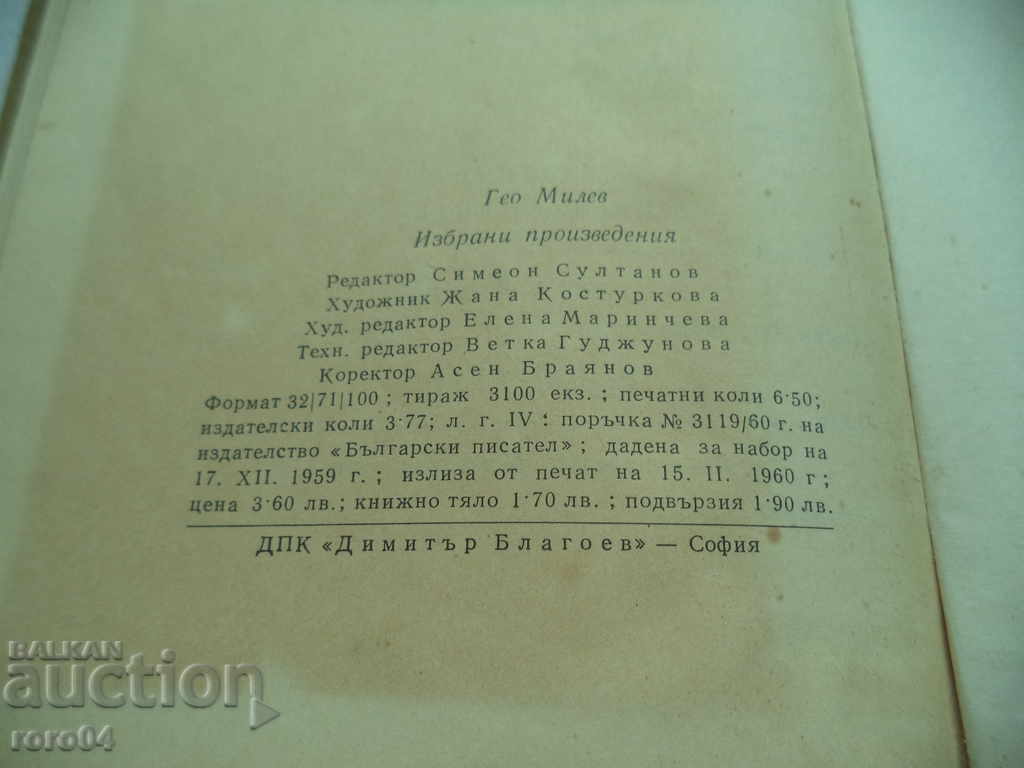 Гео Милев
Избрани произведения
Редактор Симеон Султанов
Художник Жана Костуркова
Худ. редактор Елена Маринчева
Техн. редактор Ветка Гуджунова
Коректор Асен Браянов
Формат 32/71/100; тираж 3100 екз.; печатни коли 6·50;
издателски коли 3·77; л. г. IV: поръчка № 3119/60 г. на
издателство «Български писател»; дадена за набор на
17. XII. 1959 г.; излиза от печат на 15. II. 1960 г;
цена 3·60 лв.; книжно тяло 1·70 лв.; подвързия 1·90 лв.
ДПК «Димитър Благоев» — София
BALKAN
auction
roro04